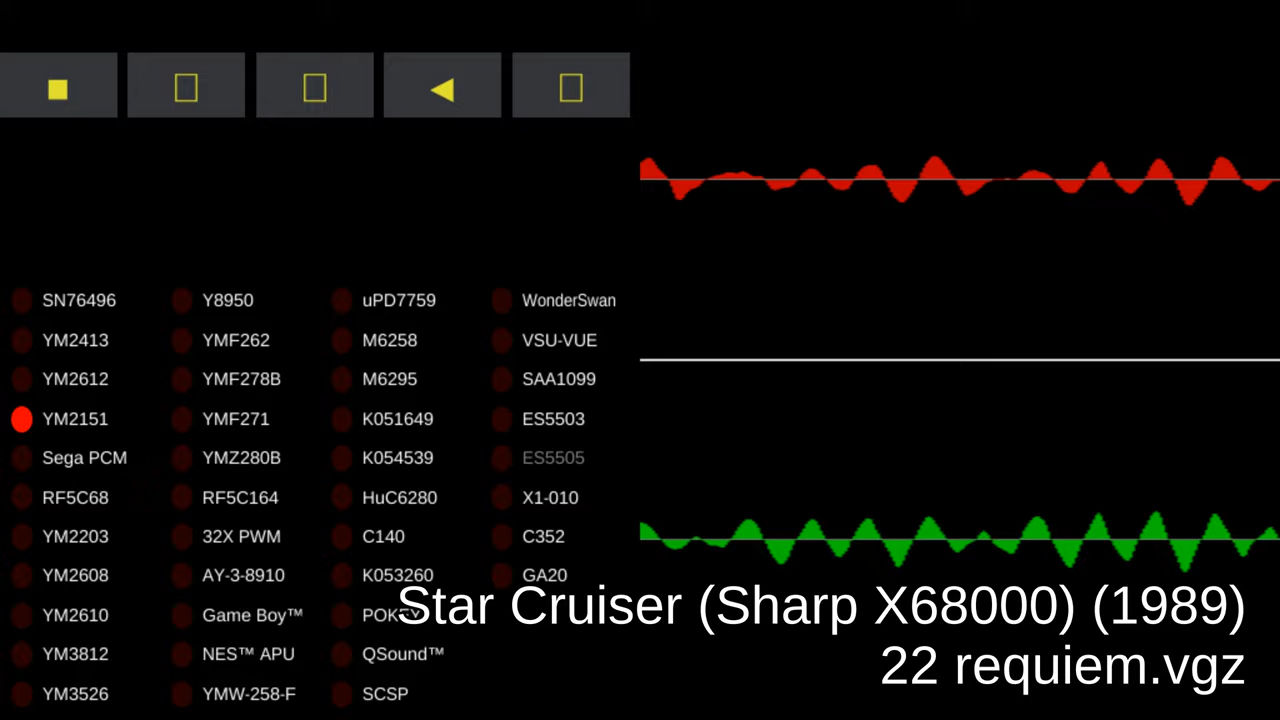 SN76496 Y8950 uPD7759 WonderSwan
YM2413 YMF262 M6258 VSU-VUE
YM2612 YMF278B M6295 SAA1099
YM2151 YMF271 K051649 ES5503
Sega PCM YMZ280B K054539 ES5505
RF5C68 RF5C164 HuC6280 X1-010
YM2203 32X PWM C140 C352
YM2608 AY-3-8910 K053260 GA20
YM2610 Game Boy™ POKEY
YM3812 NES™ APU QSound™
YM3526 YMW-258-F SCSP
Star Cruiser (Sharp X68000) (1989)
22 requiem.vgz